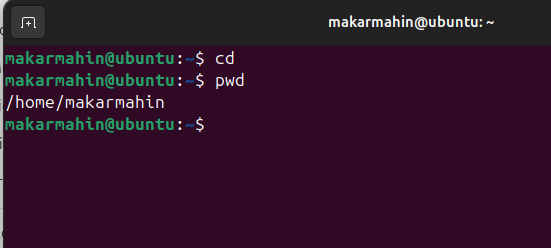 makarmahin@ubuntu: ~
makarmahin@ubuntu:~$ cd
makarmahin@ubuntu:~$ pwd
/home/makarmahin
makarmahin@ubuntu:~$